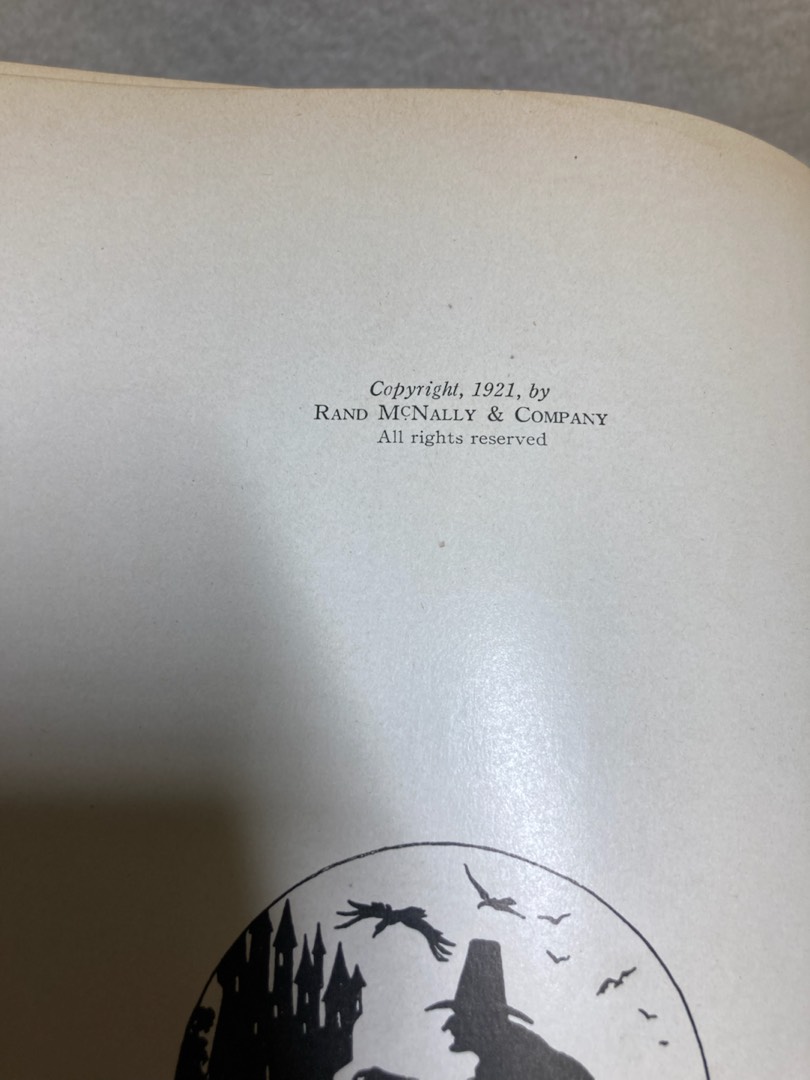 Copyright, 1921, by
RAND MCNALLY & COMPANY
All rights reserved